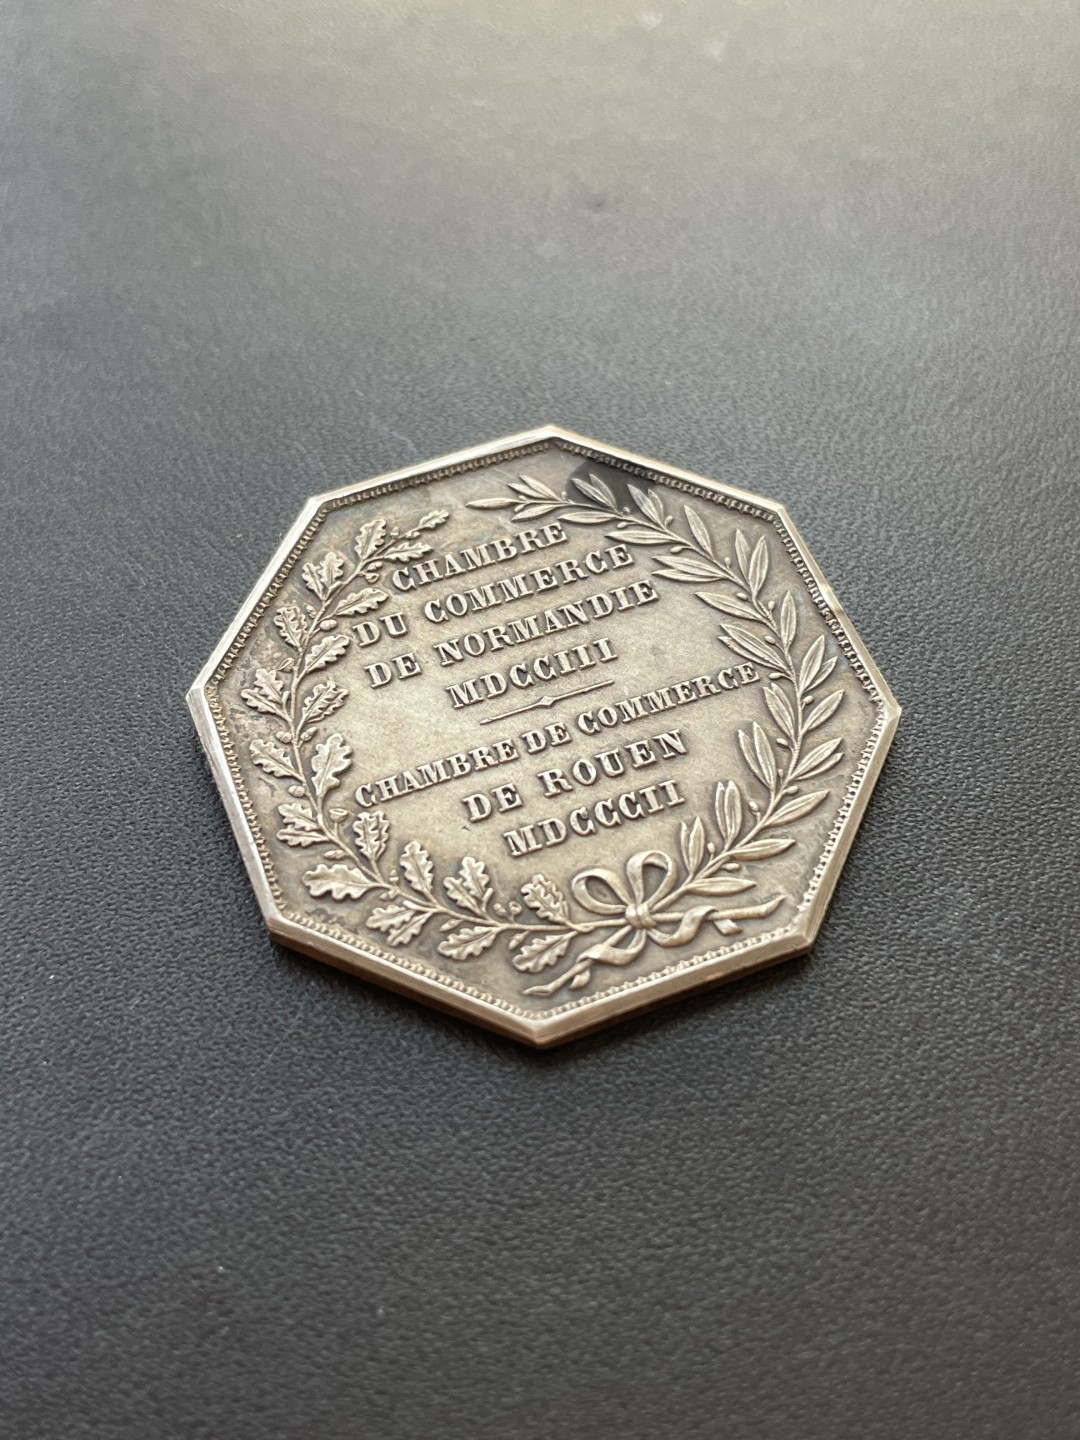 CHAMBRE
DU COMMERCE
DE NORMANDIE
MDCCIII
CHAMBRE DE COMMERCE
DE ROUEN
MDCCCII